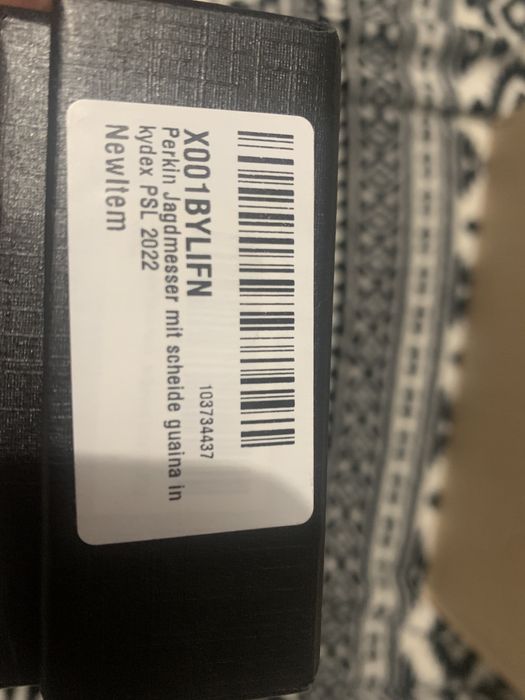 X001BYLIFN
103734437
Perkin Jagdmesser mit scheide guaina in
kydex PSL 2022
NewItem